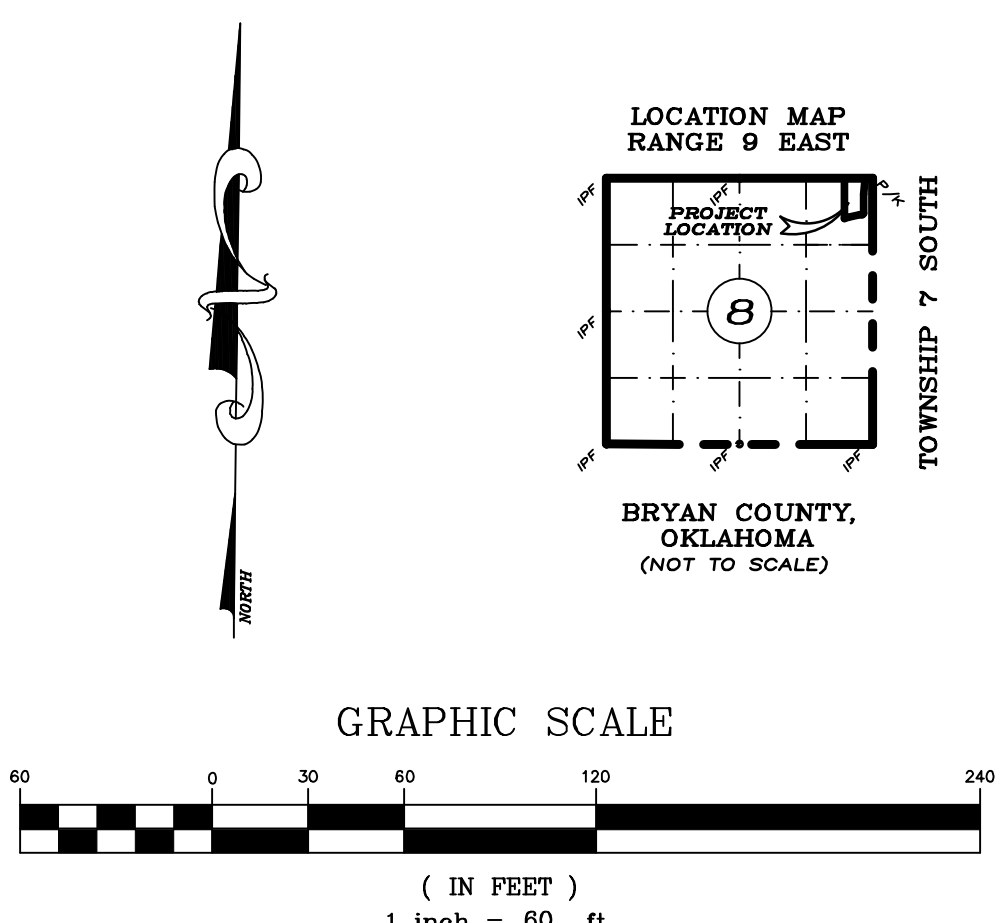 LOCATION MAP
RANGE 9 EAST
IPF
IPF
P/K
PROJECT
LOCATION
TOWNSHIP 7 SOUTH
8
IPF
IPF
IPF
IPF
BRYAN COUNTY,
OKLAHOMA
(NOT TO SCALE)
NORTH
GRAPHIC SCALE
60 0 30 60 120 240
( IN FEET )
1 inch = 60 ft.